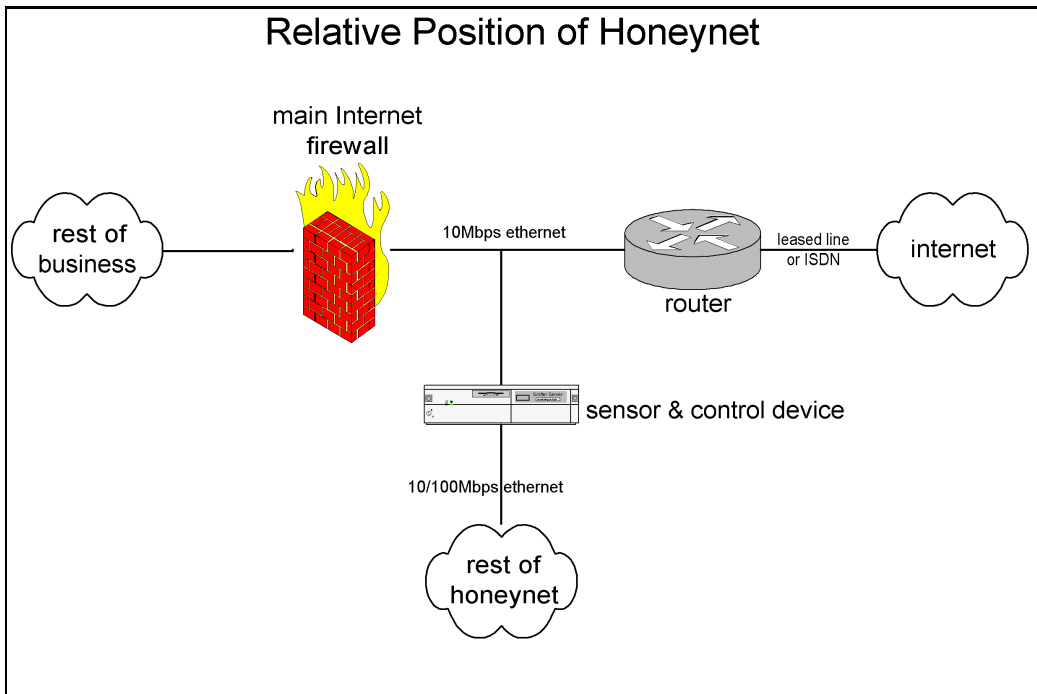 Relative Position of Honeynet
main Internet
firewall
rest of
business
10Mbps ethernet
router
leased line
or ISDN
internet
sensor & control device
10/100Mbps ethernet
rest of
honeynet